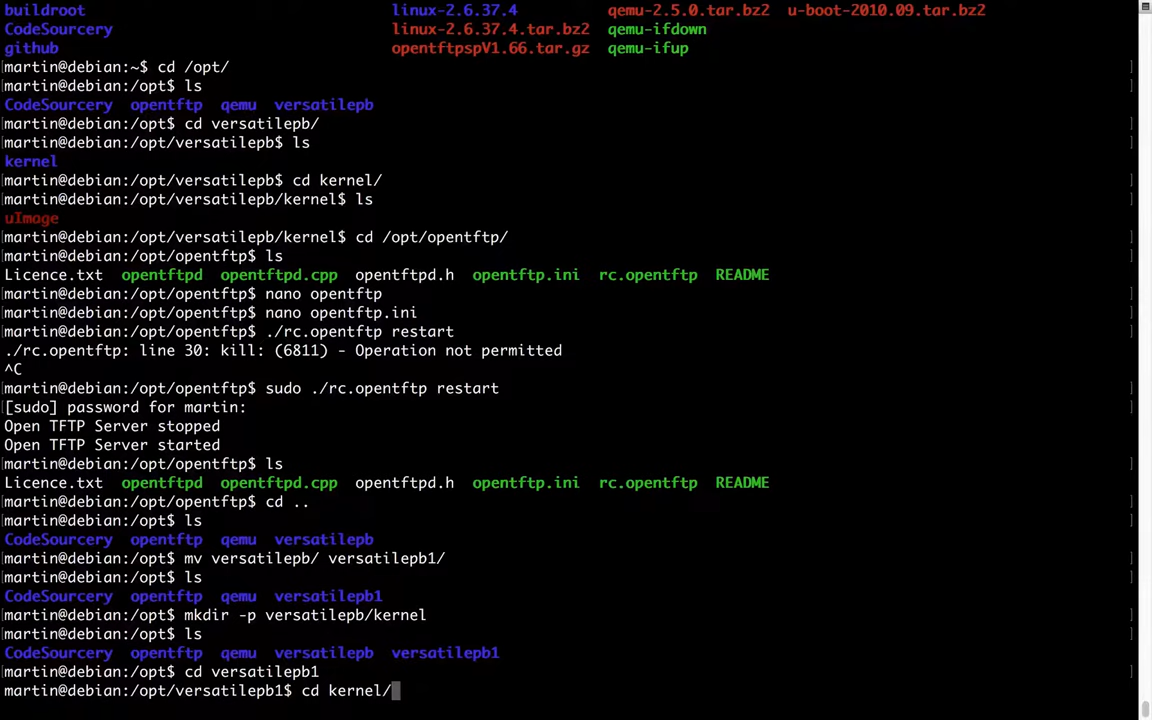 buildroot linux-2.6.37.4 qemu-2.5.0.tar.bz2 u-boot-2010.09.tar.bz2
CodeSourcery linux-2.6.37.4.tar.bz2 qemu-ifdown
github opentftpspV1.66.tar.gz qemu-ifup
martin@debian:~$ cd /opt/
martin@debian:/opt$ ls
CodeSourcery opentftp qemu versatilepb
martin@debian:/opt$ cd versatilepb/
martin@debian:/opt/versatilepb$ ls
kernel
martin@debian:/opt/versatilepb$ cd kernel/
martin@debian:/opt/versatilepb/kernel$ ls
uImage
martin@debian:/opt/versatilepb/kernel$ cd /opt/opentftp/
martin@debian:/opt/opentftp$ ls
Licence.txt opentftpd opentftpd.cpp opentftpd.h opentftp.ini rc.opentftp README
martin@debian:/opt/opentftp$ nano opentftp
martin@debian:/opt/opentftp$ nano opentftp.ini
martin@debian:/opt/opentftp$ ./rc.opentftp restart
./rc.opentftp: line 30: kill: (6811) - Operation not permitted
^C
martin@debian:/opt/opentftp$ sudo ./rc.opentftp restart
[sudo] password for martin:
Open TFTP Server stopped
Open TFTP Server started
martin@debian:/opt/opentftp$ ls
Licence.txt opentftpd opentftpd.cpp opentftpd.h opentftp.ini rc.opentftp README
martin@debian:/opt/opentftp$ cd ..
martin@debian:/opt$ ls
CodeSourcery opentftp qemu versatilepb
martin@debian:/opt$ mv versatilepb/ versatilepb1/
martin@debian:/opt$ ls
CodeSourcery opentftp qemu versatilepb1
martin@debian:/opt$ mkdir -p versatilepb/kernel
martin@debian:/opt$ ls
CodeSourcery opentftp qemu versatilepb versatilepb1
martin@debian:/opt$ cd versatilepb1
martin@debian:/opt/versatilepb1$ cd kernel/